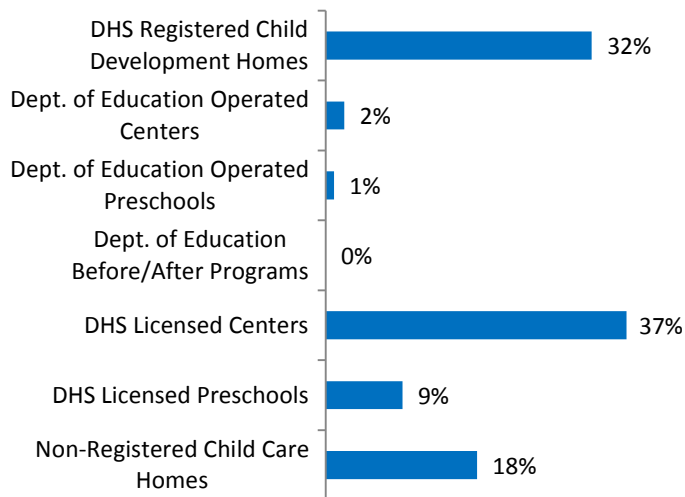 DHS Registered Child
Development Homes
32%
Dept. of Education Operated
Centers
2%
Dept. of Education Operated
Preschools
1%
Dept. of Education
Before/After Programs
0%
DHS Licensed Centers
37%
DHS Licensed Preschools
9%
Non-Registered Child Care
Homes
18%